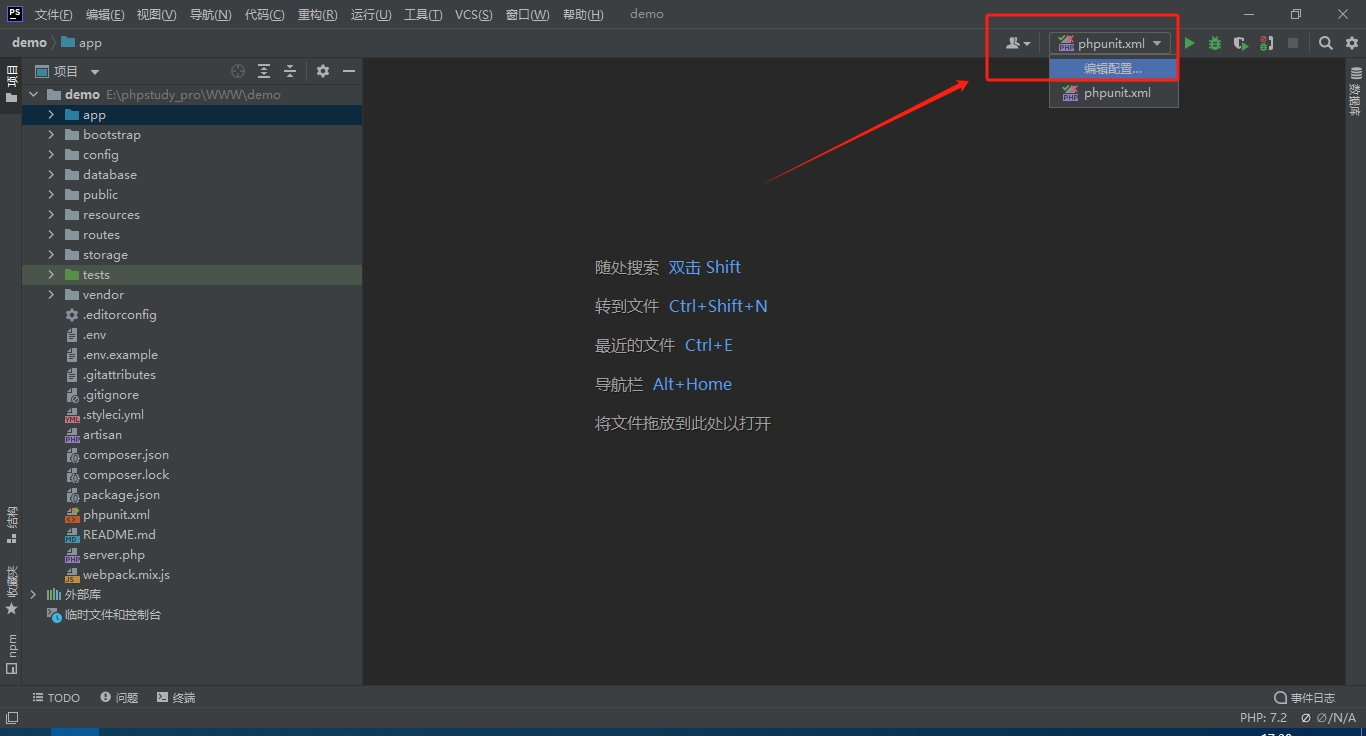 PS 文件(F) 编辑(E) 视图(V) 导航(N) 代码(C) 重构(R) 运行(U) 工具(T) VCS(S) 窗口(W) 帮助(H) demo
demo app
phpunit.xml
编辑配置...
phpunit.xml
项目
项目
数据库
demo E:\phpstudy_pro\WWW\demo
app
bootstrap
config
database
public
resources
routes
storage
tests
vendor
.editorconfig
.env
.env.example
.gitattributes
.gitignore
.styleci.yml
artisan
composer.json
composer.lock
package.json
phpunit.xml
README.md
server.php
webpack.mix.js
外部库
临时文件和控制台
随处搜索 双击 Shift
转到文件 Ctrl+Shift+N
最近的文件 Ctrl+E
导航栏 Alt+Home
将文件拖放到此处以打开
结构
收藏夹
npm
TODO 问题 终端
事件日志
PHP: 7.2 ∅/N/A